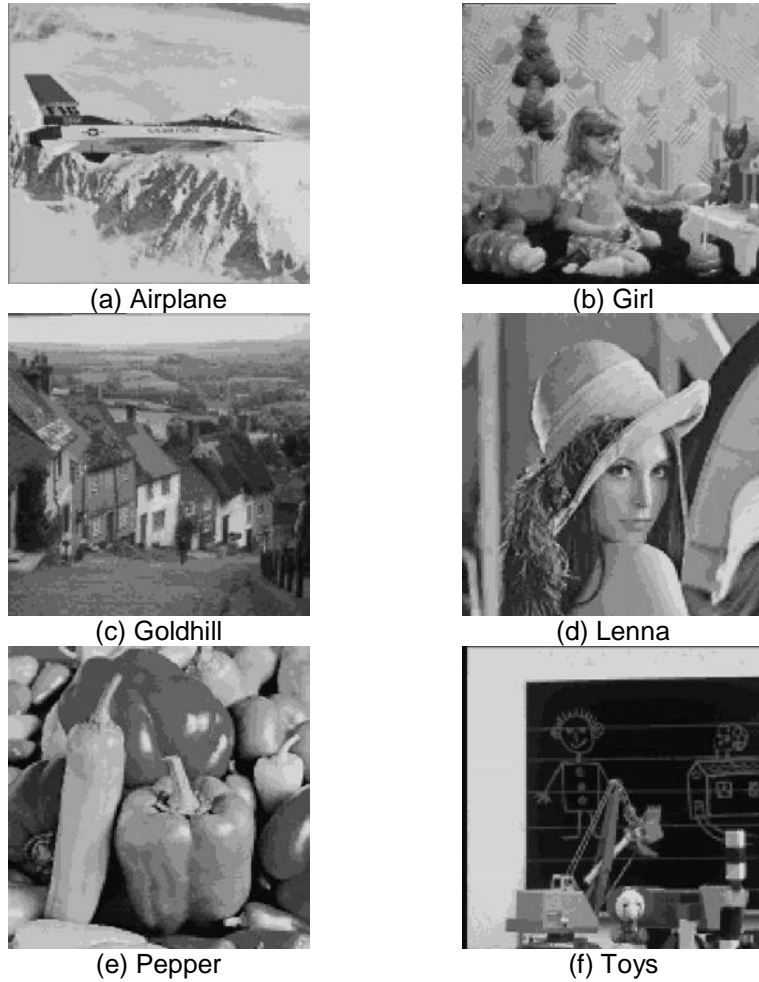 (a) Airplane
(b) Girl
(c) Goldhill
(d) Lenna
(e) Pepper
(f) Toys